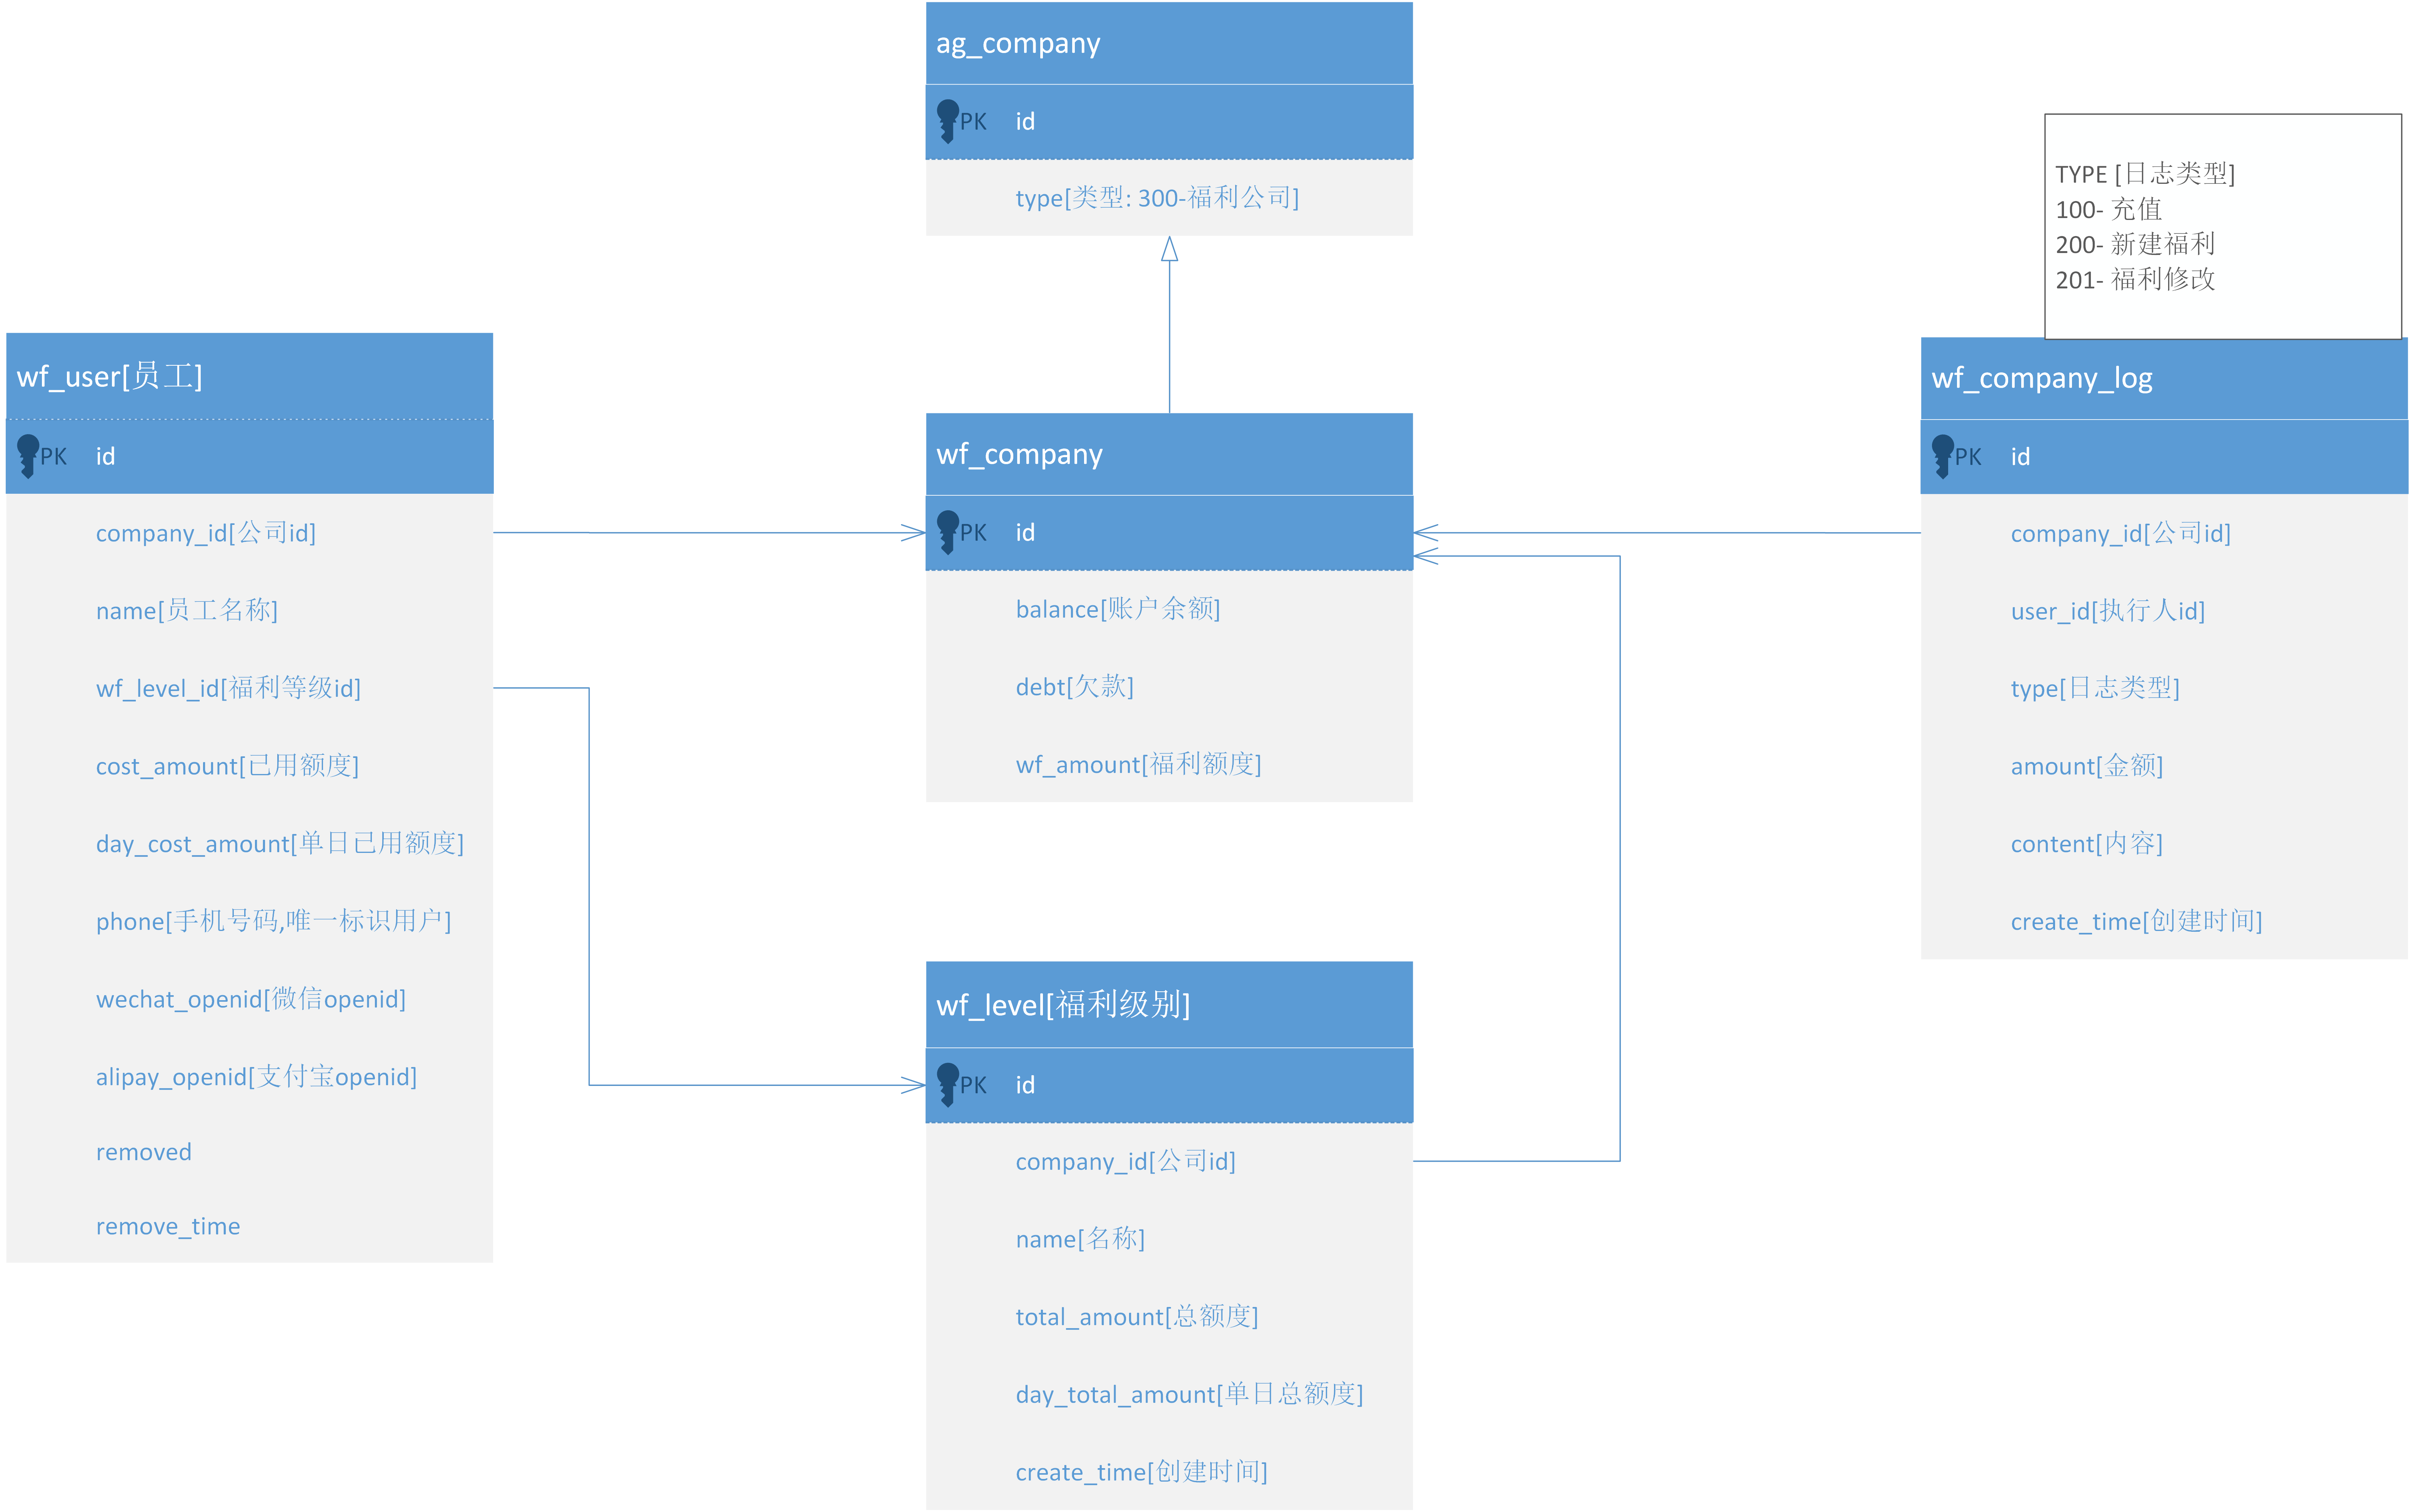 ag_company
PK id
type[类型: 300-福利公司]
TYPE [日志类型]
100- 充值
200- 新建福利
201- 福利修改
wf_user[员工]
PK id
company_id[公司id]
name[员工名称]
wf_level_id[福利等级id]
cost_amount[已用额度]
day_cost_amount[单日已用额度]
phone[手机号码,唯一标识用户]
wechat_openid[微信openid]
alipay_openid[支付宝openid]
removed
remove_time
wf_company
PK id
balance[账户余额]
debt[欠款]
wf_amount[福利额度]
wf_company_log
PK id
company_id[公司id]
user_id[执行人id]
type[日志类型]
amount[金额]
content[内容]
create_time[创建时间]
wf_level[福利级别]
PK id
company_id[公司id]
name[名称]
total_amount[总额度]
day_total_amount[单日总额度]
create_time[创建时间]